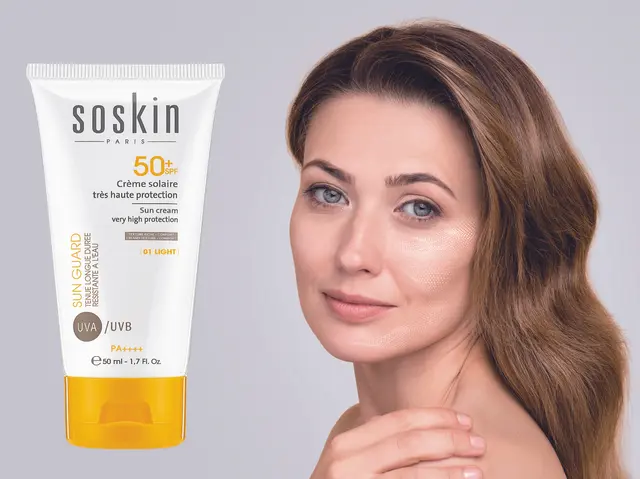 soskin
PARIS
50+
SPF
Crème solaire
très haute protection
Sun cream
very high protection
01 LIGHT
SUN GUARD
TENUE LONGUE DURÉE
RÉSISTANTE À L'EAU
UVA/UVB
PA++++
℮50 ml - 1,7 Fl. Oz.